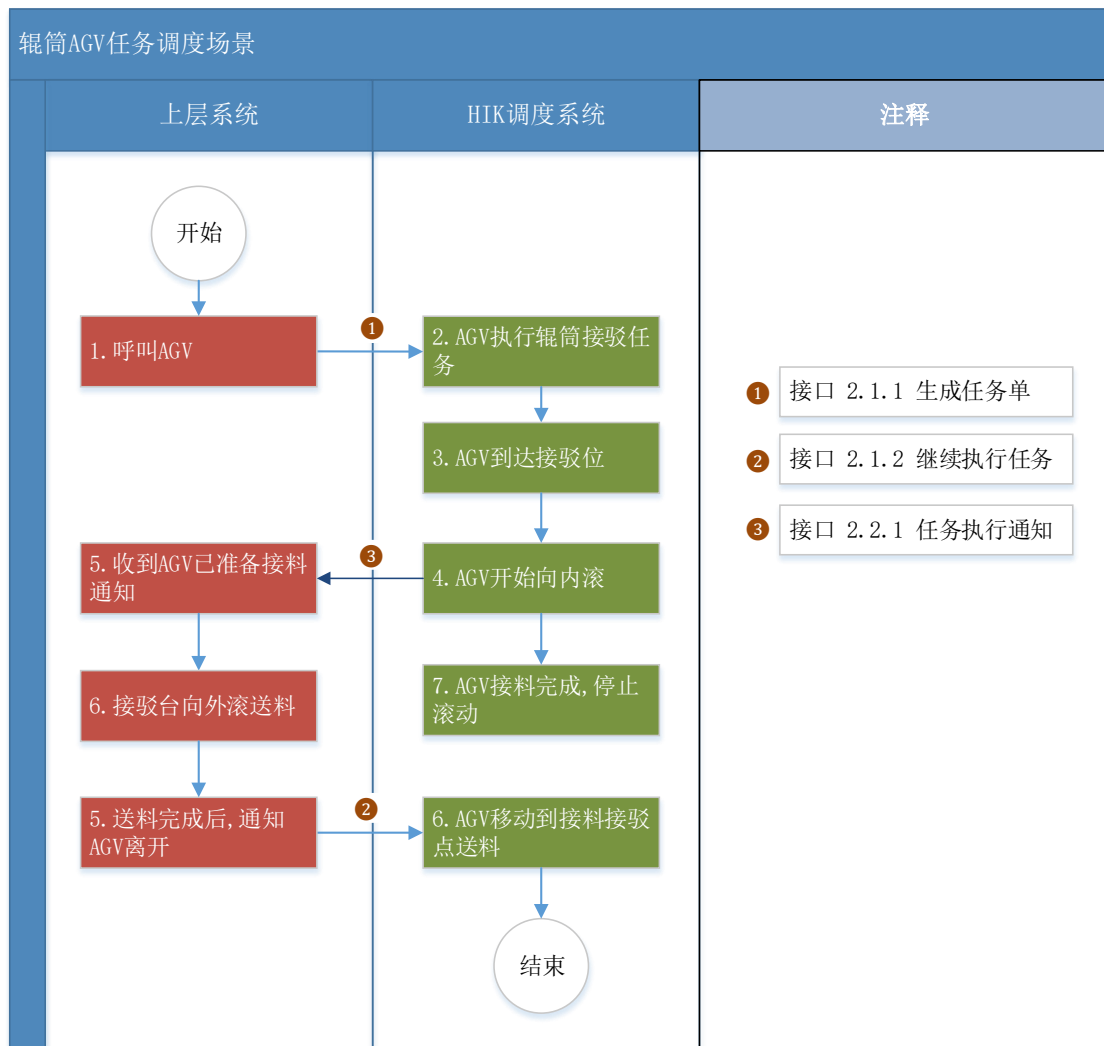 辊筒AGV任务调度场景
上层系统
HIK调度系统
注释
开始
1
1.呼叫AGV
2.AGV执行辊筒接驳任
务
1
接口 2.1.1 生成任务单
3.AGV到达接驳位
2
接口 2.1.2 继续执行任务
3
接口 2.2.1 任务执行通知
3
5.收到AGV已准备接料
通知
4.AGV开始向内滚
6.接驳台向外滚送料
7.AGV接料完成,停止
滚动
2
5.送料完成后,通知
AGV离开
6.AGV移动到接料接驳
点送料
结束